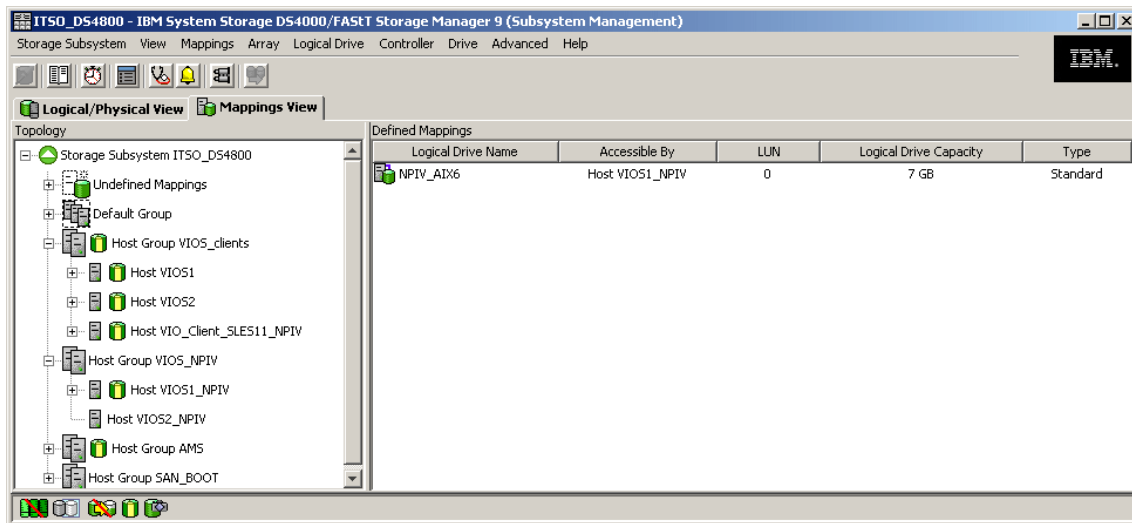 ITSO_DS4800 - IBM System Storage DS4000/FAStT Storage Manager 9 (Subsystem Management)
Storage Subsystem View Mappings Array Logical Drive Controller Drive Advanced Help
IBM.
Logical/Physical View Mappings View
Topology
Defined Mappings
Logical Drive Name Accessible By LUN Logical Drive Capacity Type
NPIV_AIX6 Host VIOS1_NPIV 0 7 GB Standard
Storage Subsystem ITSO_DS4800
Undefined Mappings
Default Group
Host Group VIOS_clients
Host VIOS1
Host VIOS2
Host VIO_Client_SLES11_NPIV
Host Group VIOS_NPIV
Host VIOS1_NPIV
Host VIOS2_NPIV
Host Group AMS
Host Group SAN_BOOT